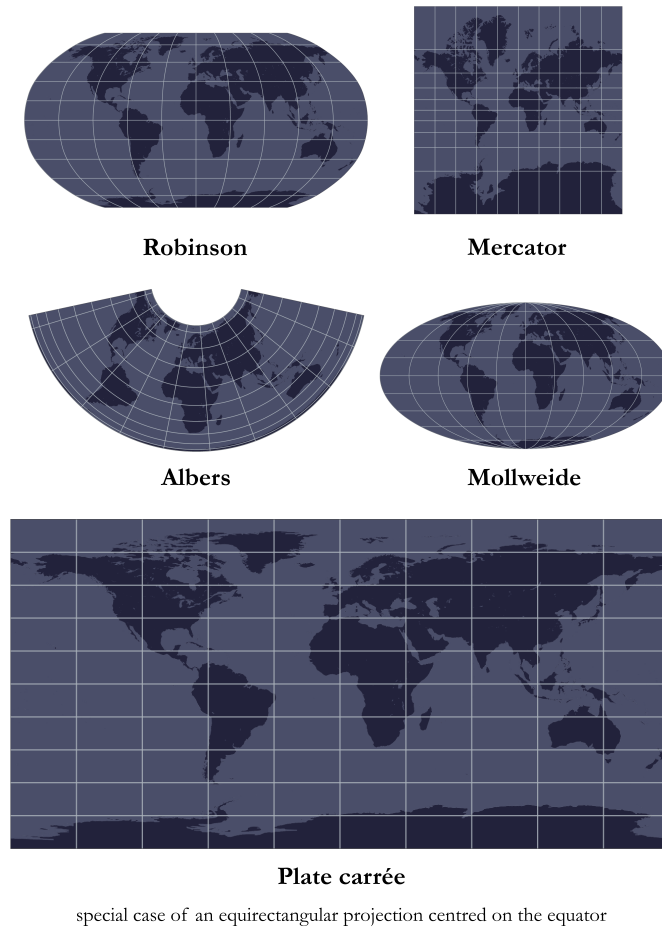 Robinson
Mercator
Albers
Mollweide
Plate carrée
special case of an equirectangular projection centred on the equator